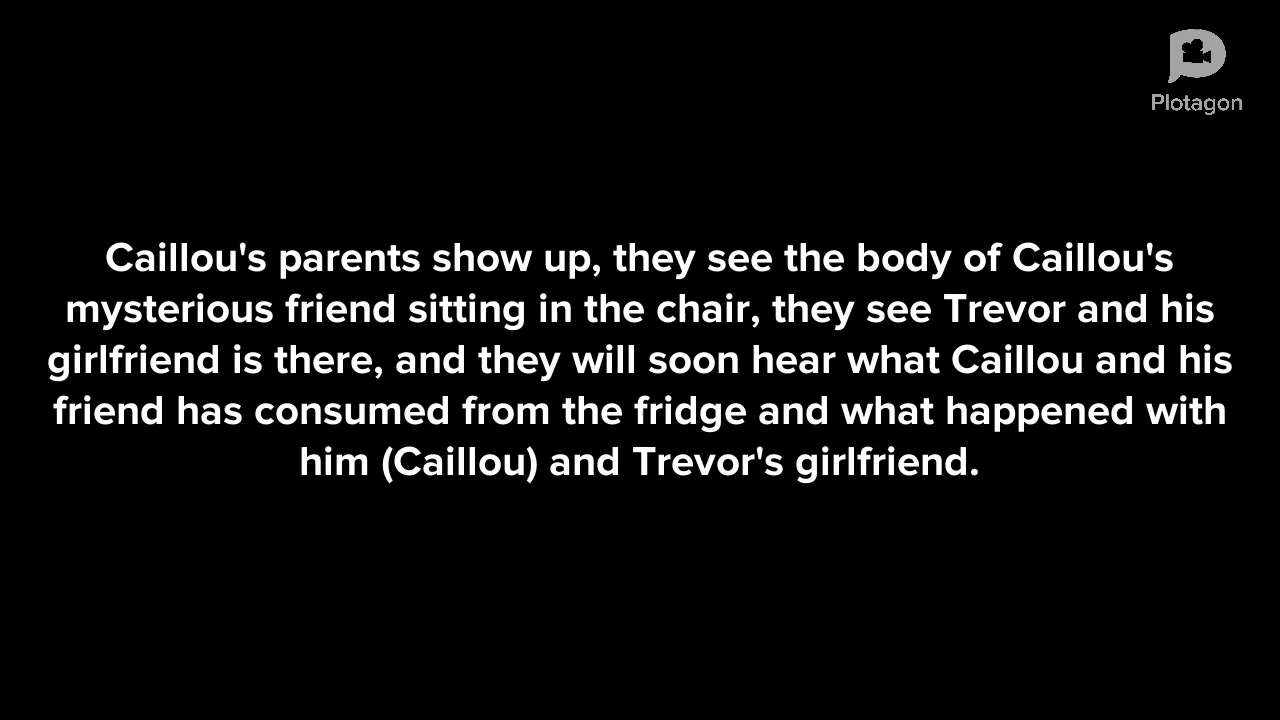 Plotagon
Caillou's parents show up, they see the body of Caillou's
mysterious friend sitting in the chair, they see Trevor and his
girlfriend is there, and they will soon hear what Caillou and his
friend has consumed from the fridge and what happened with
him (Caillou) and Trevor's girlfriend.